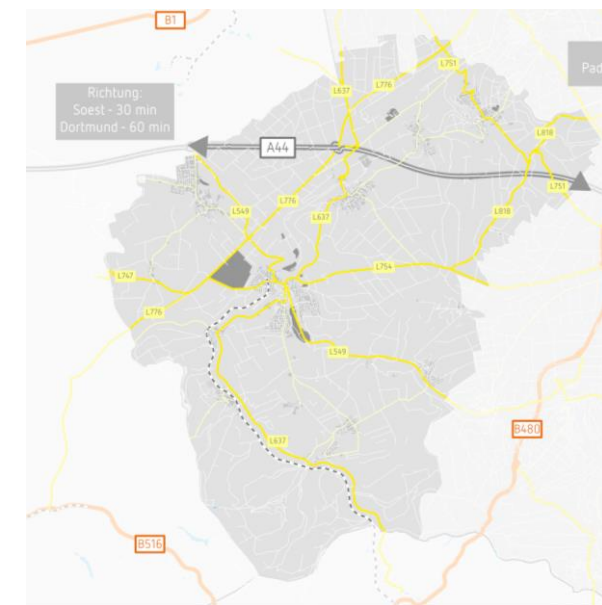 B1
L751
Pad
L637
L776
Richtung:
Soest - 30 min
Dortmund - 60 min
L818
A44
L751
L549
L776
L637
L818
L747
L754
L776
L549
L637
B480
B516